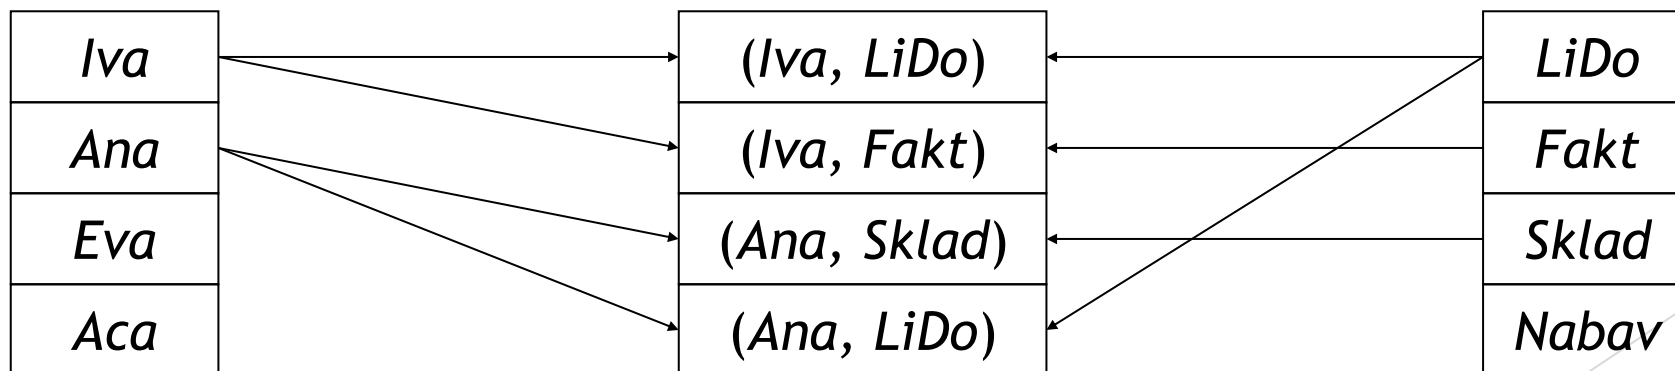 Iva (Iva, LiDo) LiDo
Ana (Iva, Fakt) Fakt
Eva (Ana, Sklad) Sklad
Aca (Ana, LiDo) Nabav